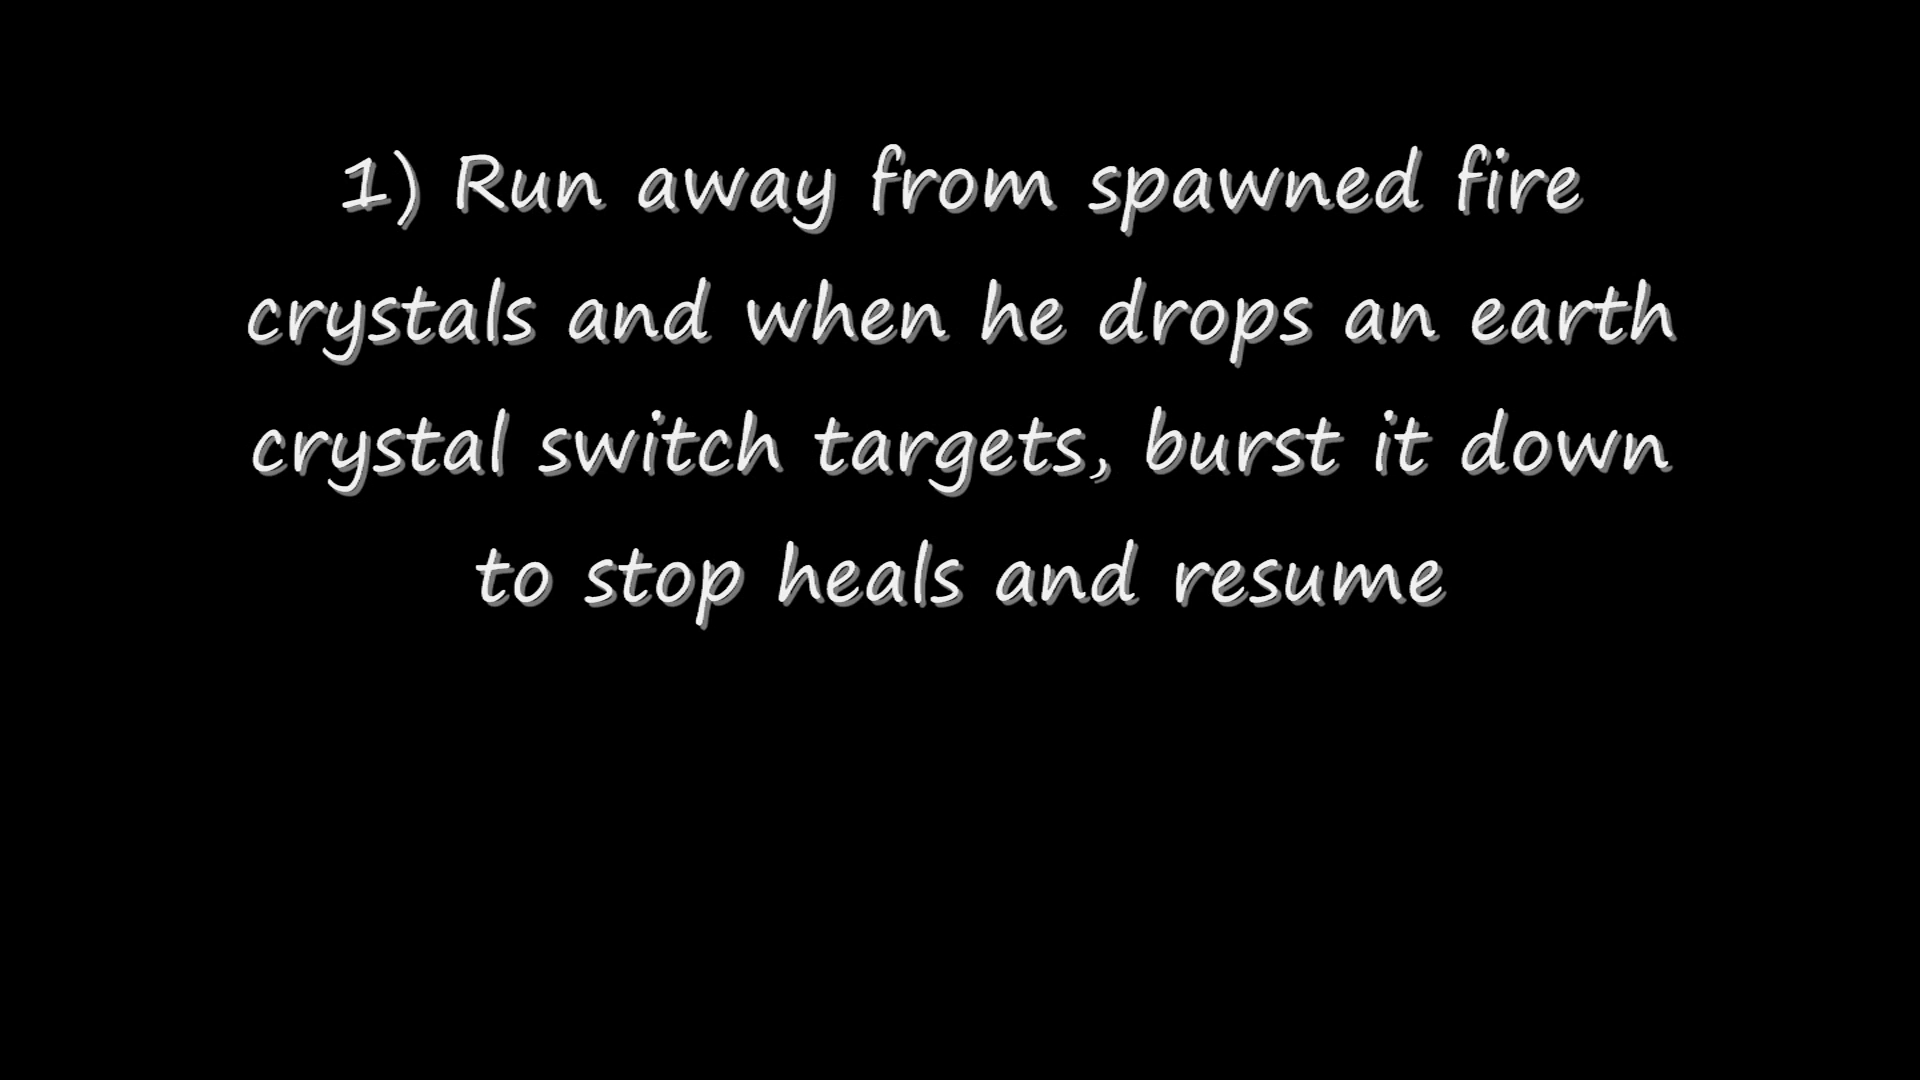 1) Run away from spawned fire
crystals and when he drops an earth
crystal switch targets, burst it down
to stop heals and resume